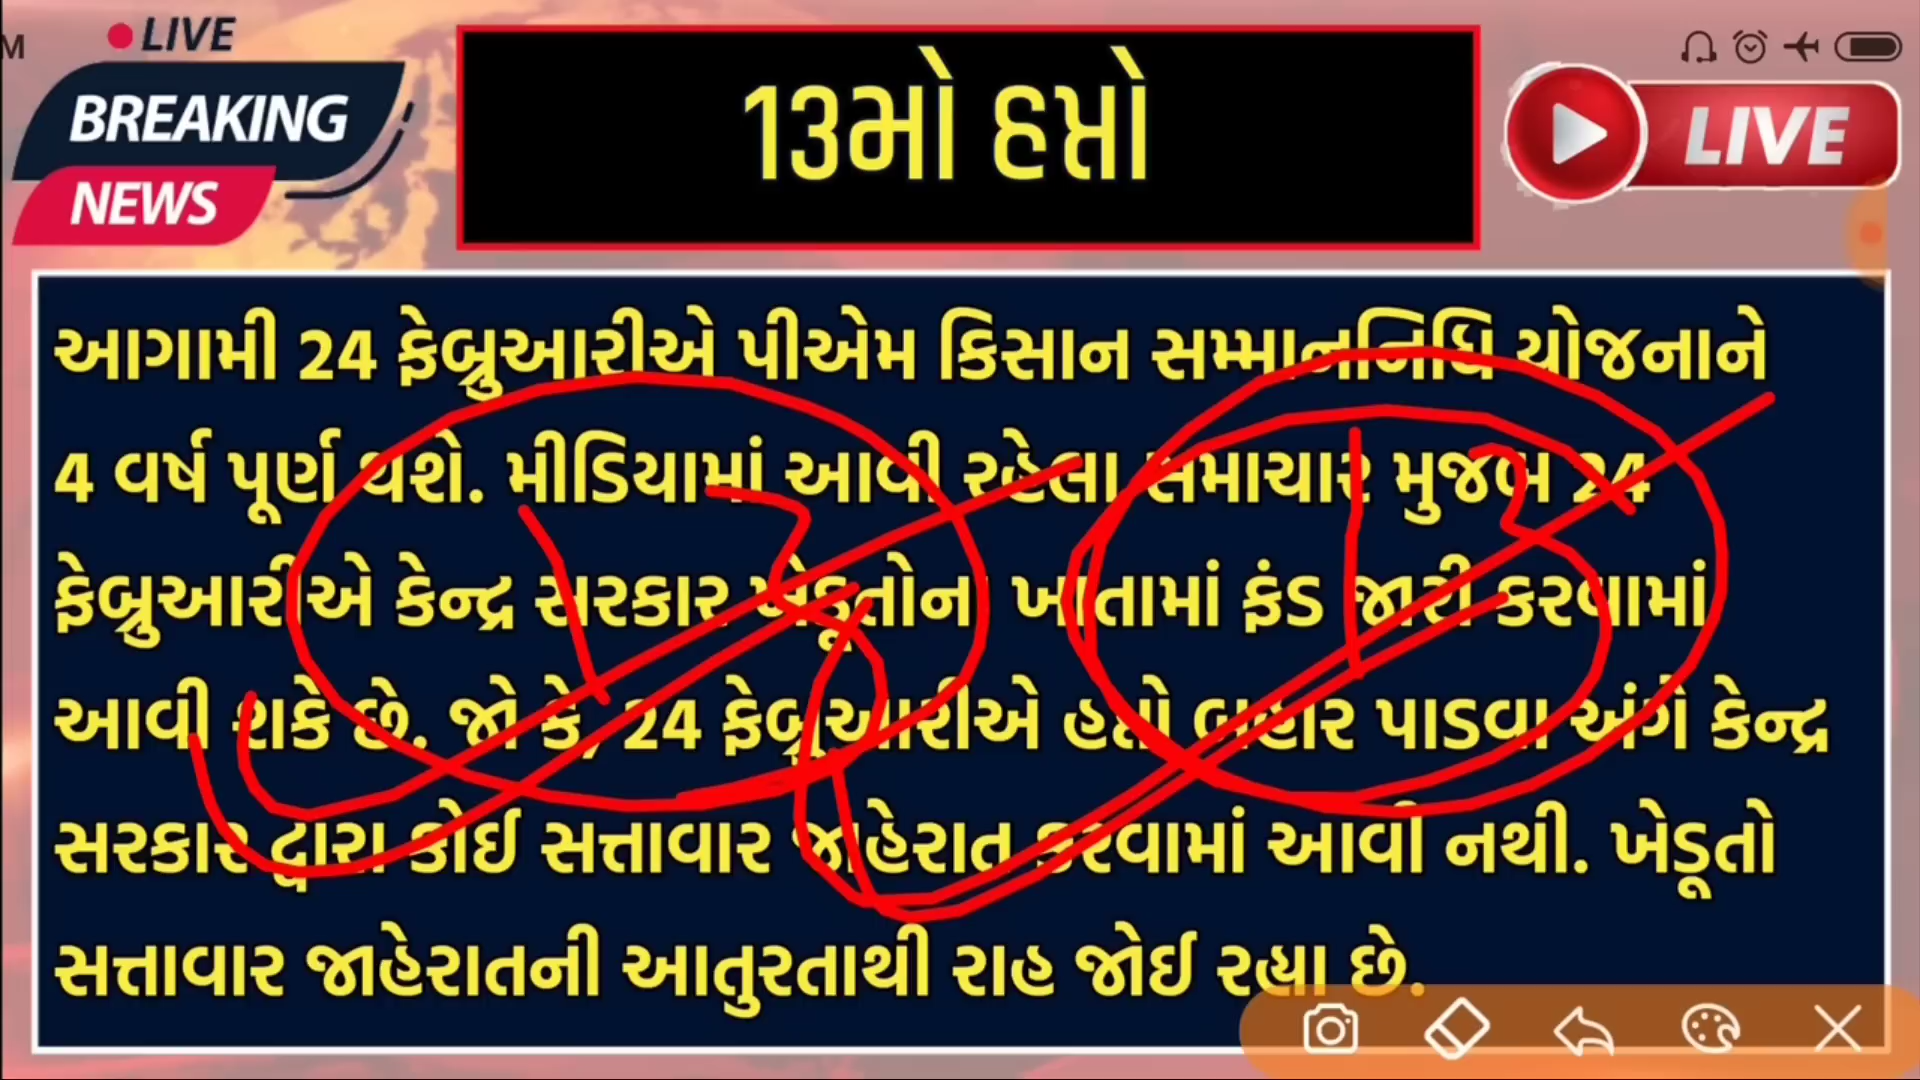 M
LIVE
BREAKING
NEWS
13મો હપ્તો
LIVE
આગામી 24 ફેબ્રુઆરીએ પીએમ કિસાન સમ્માનનિધિ યોજનાને
4 વર્ષ પૂર્ણ થશે. મીડિયામાં આવી રહેલા સમાચાર મુજબ 24
ફેબ્રુઆરીએ કેન્દ્ર સરકાર ખેડૂતોના ખાતામાં ફંડ જારી કરવામાં
આવી શકે છે. જો કે, 24 ફેબ્રુઆરીએ હપ્તો બહાર પાડવા અંગે કેન્દ્ર
સરકાર દ્વારા કોઈ સત્તાવાર જાહેરાત કરવામાં આવી નથી. ખેડૂતો
સત્તાવાર જાહેરાતની આતુરતાથી રાહ જોઈ રહ્યા છે.
13
13